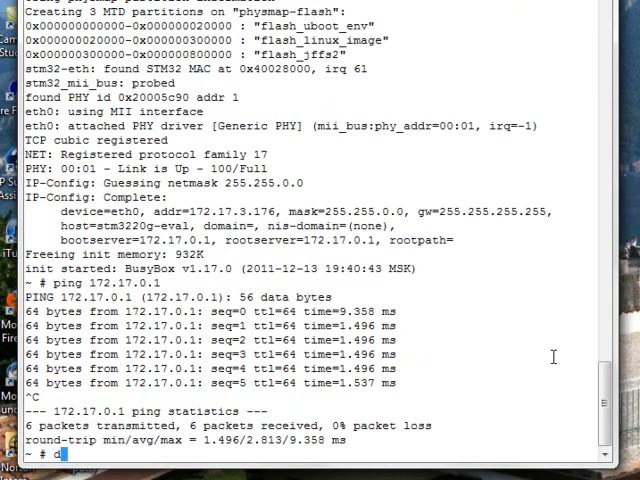 Creating 3 MTD partitions on "physmap-flash":
0x000000000000-0x000000020000 : "flash_uboot_env"
0x000000020000-0x000000300000 : "flash_linux_image"
0x000000300000-0x000000800000 : "flash_jffs2"
stm32-eth: found STM32 MAC at 0x40028000, irq 61
stm32_mii_bus: probed
found PHY id 0x20005c90 addr 1
eth0: using MII interface
eth0: attached PHY driver [Generic PHY] (mii_bus:phy_addr=00:01, irq=-1)
TCP cubic registered
NET: Registered protocol family 17
PHY: 00:01 - Link is Up - 100/Full
IP-Config: Guessing netmask 255.255.0.0
IP-Config: Complete:
device=eth0, addr=172.17.3.176, mask=255.255.0.0, gw=255.255.255.255,
host=stm3220g-eval, domain=, nis-domain=(none),
bootserver=172.17.0.1, rootserver=172.17.0.1, rootpath=
Freeing init memory: 932K
init started: BusyBox v1.17.0 (2011-12-13 19:40:43 MSK)
~ # ping 172.17.0.1
PING 172.17.0.1 (172.17.0.1): 56 data bytes
64 bytes from 172.17.0.1: seq=0 ttl=64 time=9.358 ms
64 bytes from 172.17.0.1: seq=1 ttl=64 time=1.496 ms
64 bytes from 172.17.0.1: seq=2 ttl=64 time=1.496 ms
64 bytes from 172.17.0.1: seq=3 ttl=64 time=1.496 ms
64 bytes from 172.17.0.1: seq=4 ttl=64 time=1.496 ms
64 bytes from 172.17.0.1: seq=5 ttl=64 time=1.537 ms
^C
--- 172.17.0.1 ping statistics ---
6 packets transmitted, 6 packets received, 0% packet loss
round-trip min/avg/max = 1.496/2.813/9.358 ms
~ # d